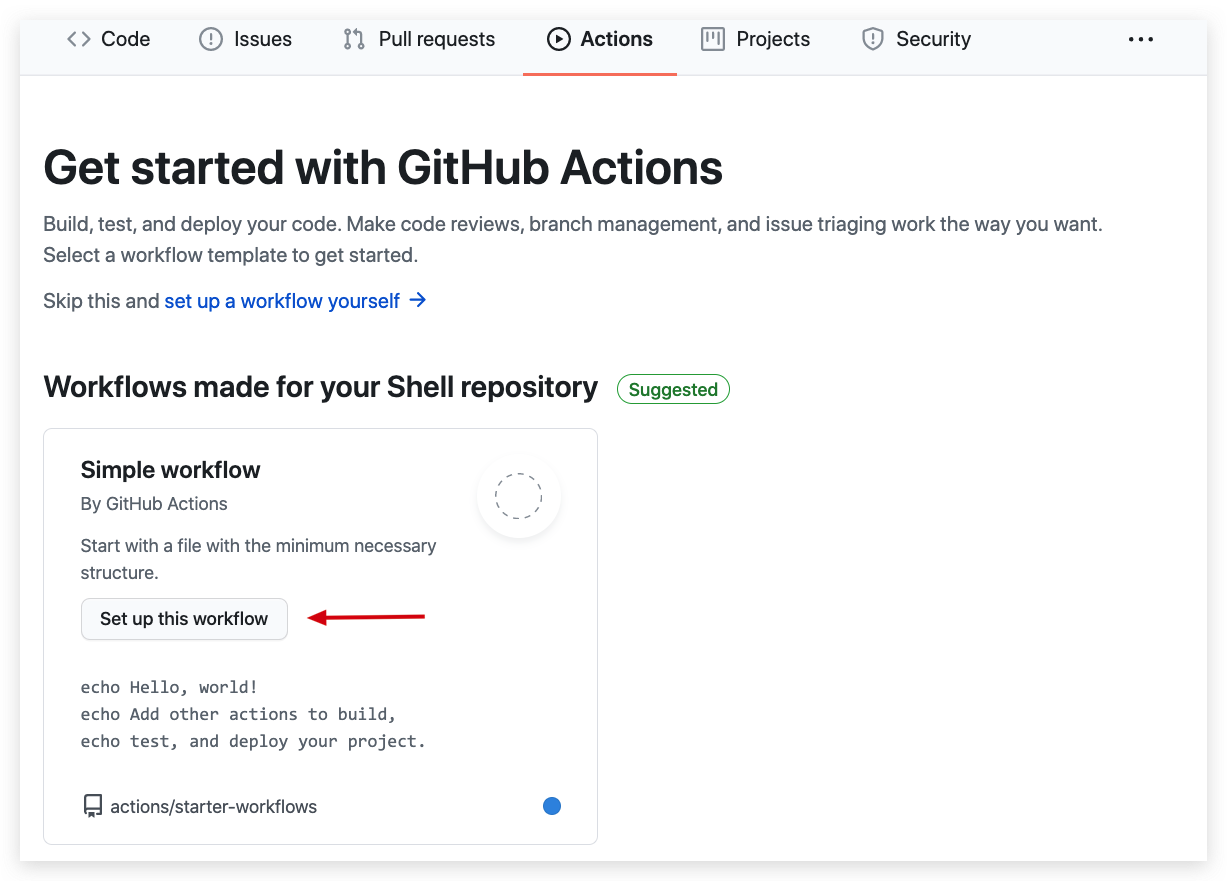 Code Issues Pull requests Actions Projects Security
Get started with GitHub Actions
Build, test, and deploy your code. Make code reviews, branch management, and issue triaging work the way you want.
Select a workflow template to get started.
Skip this and set up a workflow yourself →
Workflows made for your Shell repository Suggested
Simple workflow
By GitHub Actions
Start with a file with the minimum necessary
structure.
Set up this workflow
echo Hello, world!
echo Add other actions to build,
echo test, and deploy your project.
actions/starter-workflows